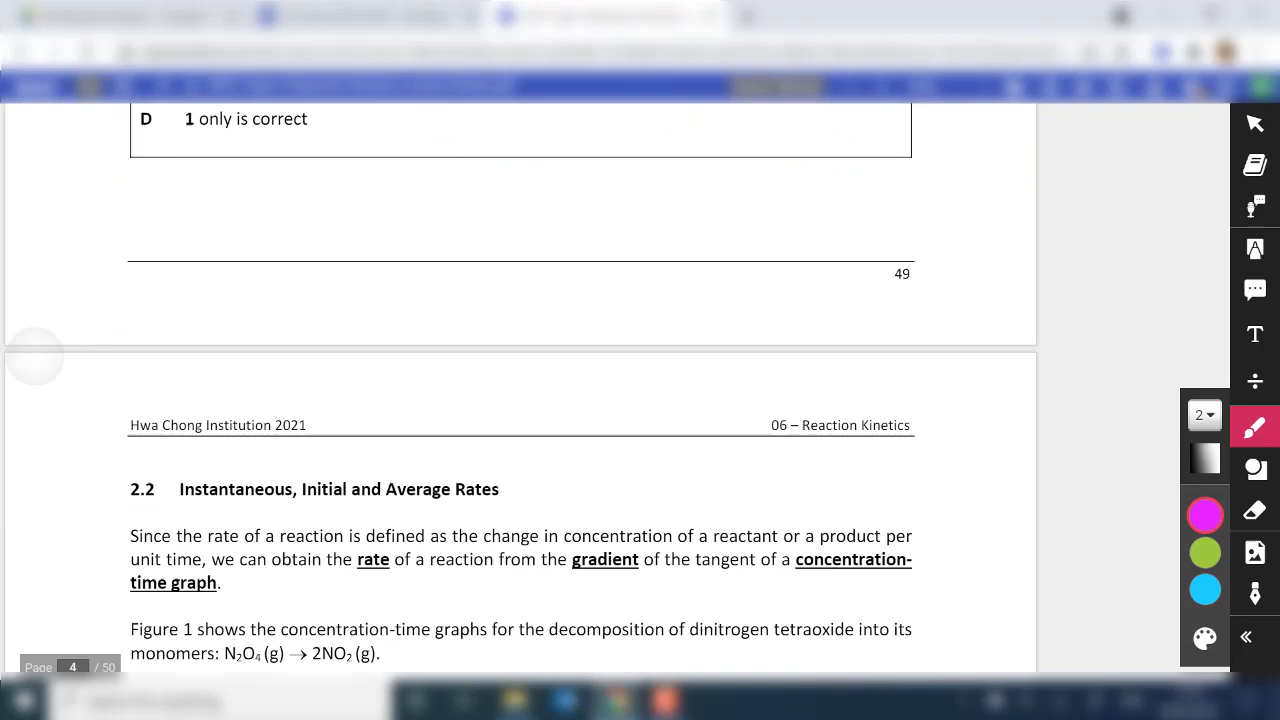 D 1 only is correct
49
Hwa Chong Institution 2021 06 – Reaction Kinetics
2.2 Instantaneous, Initial and Average Rates
Since the rate of a reaction is defined as the change in concentration of a reactant or a product per
unit time, we can obtain the rate of a reaction from the gradient of the tangent of a concentration-
time graph.
Figure 1 shows the concentration-time graphs for the decomposition of dinitrogen tetraoxide into its
monomers: N₂O₄ (g) → 2NO₂ (g).
Page 4 / 50
2
T